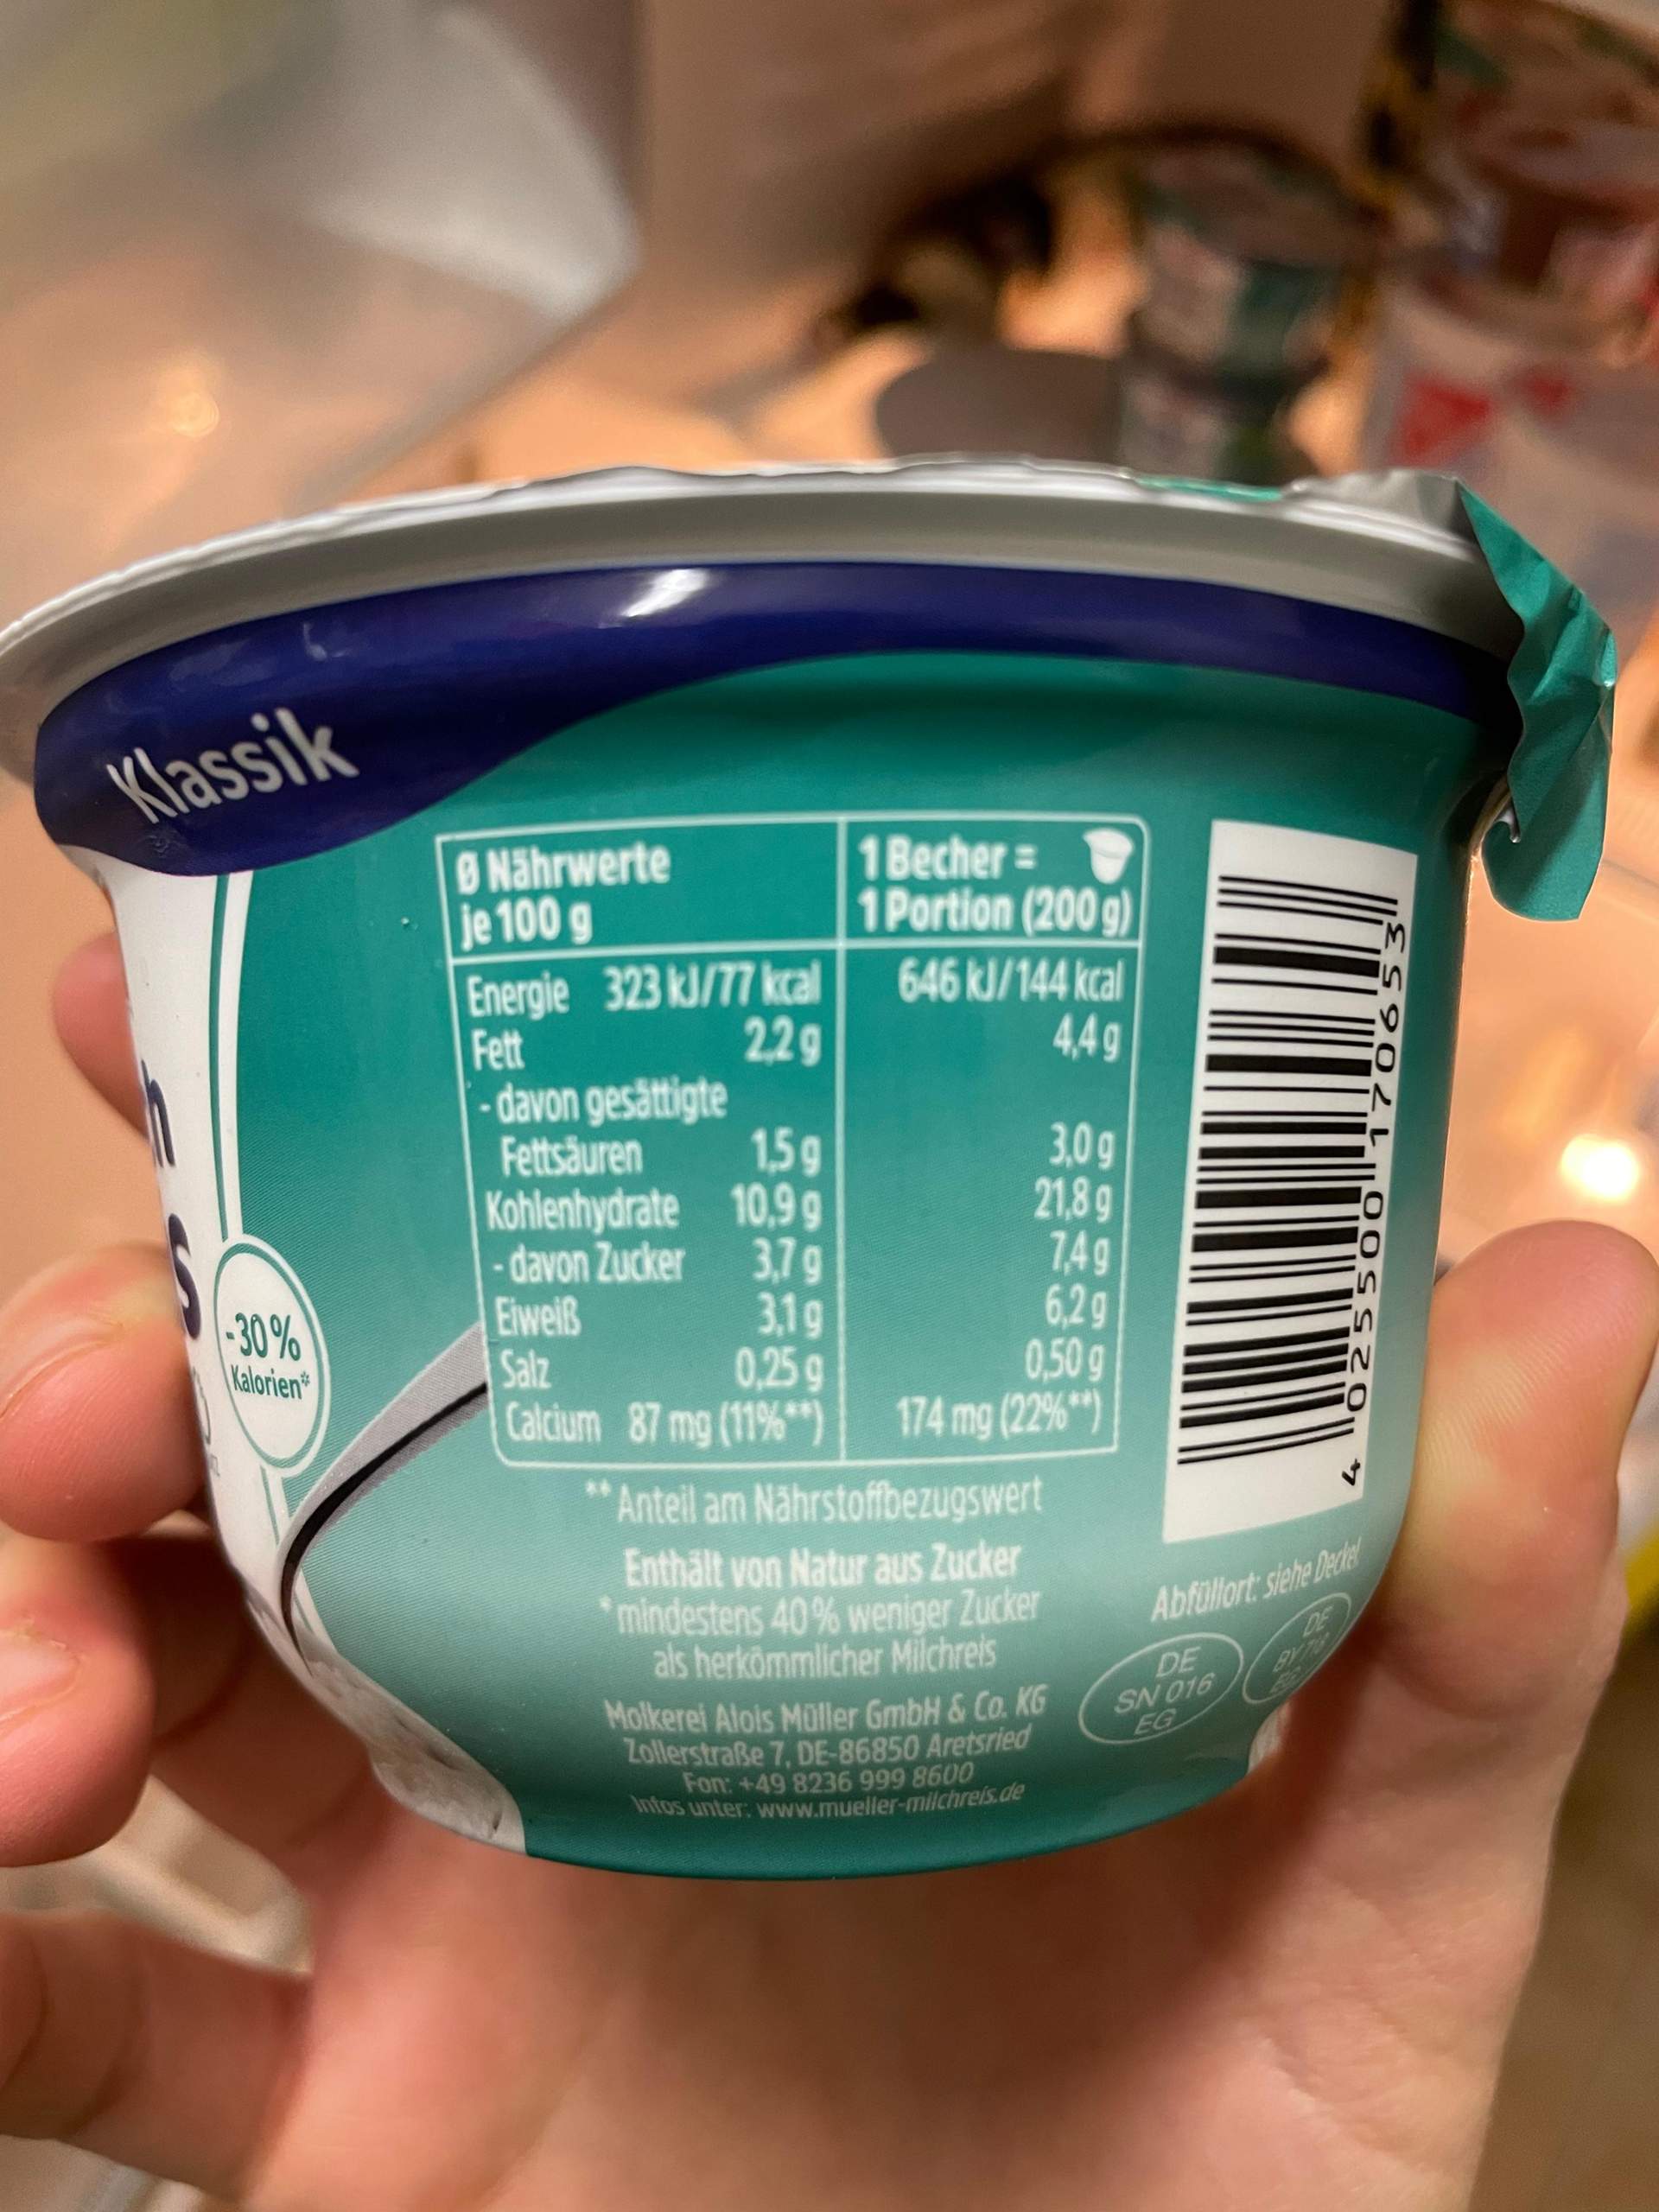 Klassik
Ø Nährwerte
je 100 g
1 Becher =
1 Portion (200 g)
Energie 323 kJ/77 kcal 646 kJ/144 kcal
Fett 2,2 g 4,4 g
- davon gesättigte
Fettsäuren 1,5 g 3,0 g
Kohlenhydrate 10,9 g 21,8 g
- davon Zucker 3,7 g 7,4 g
Eiweiß 3,1 g 6,2 g
Salz 0,25 g 0,50 g
Calcium 87 mg (11%**) 174 mg (22%**)
** Anteil am Nährstoffbezugswert
Enthält von Natur aus Zucker
* mindestens 40 % weniger Zucker
als herkömmlicher Milchreis
Molkerei Alois Müller GmbH & Co. KG
Zollerstraße 7, DE-86850 Aretsried
Fon: +49 8236 999 8600
Infos unter: www.mueller-milchreis.de
-30 %
Kalorien*
4 025500 170653
Abfüllort: siehe Deckel
DE
SN 016
EG
DE
BY 718
EG